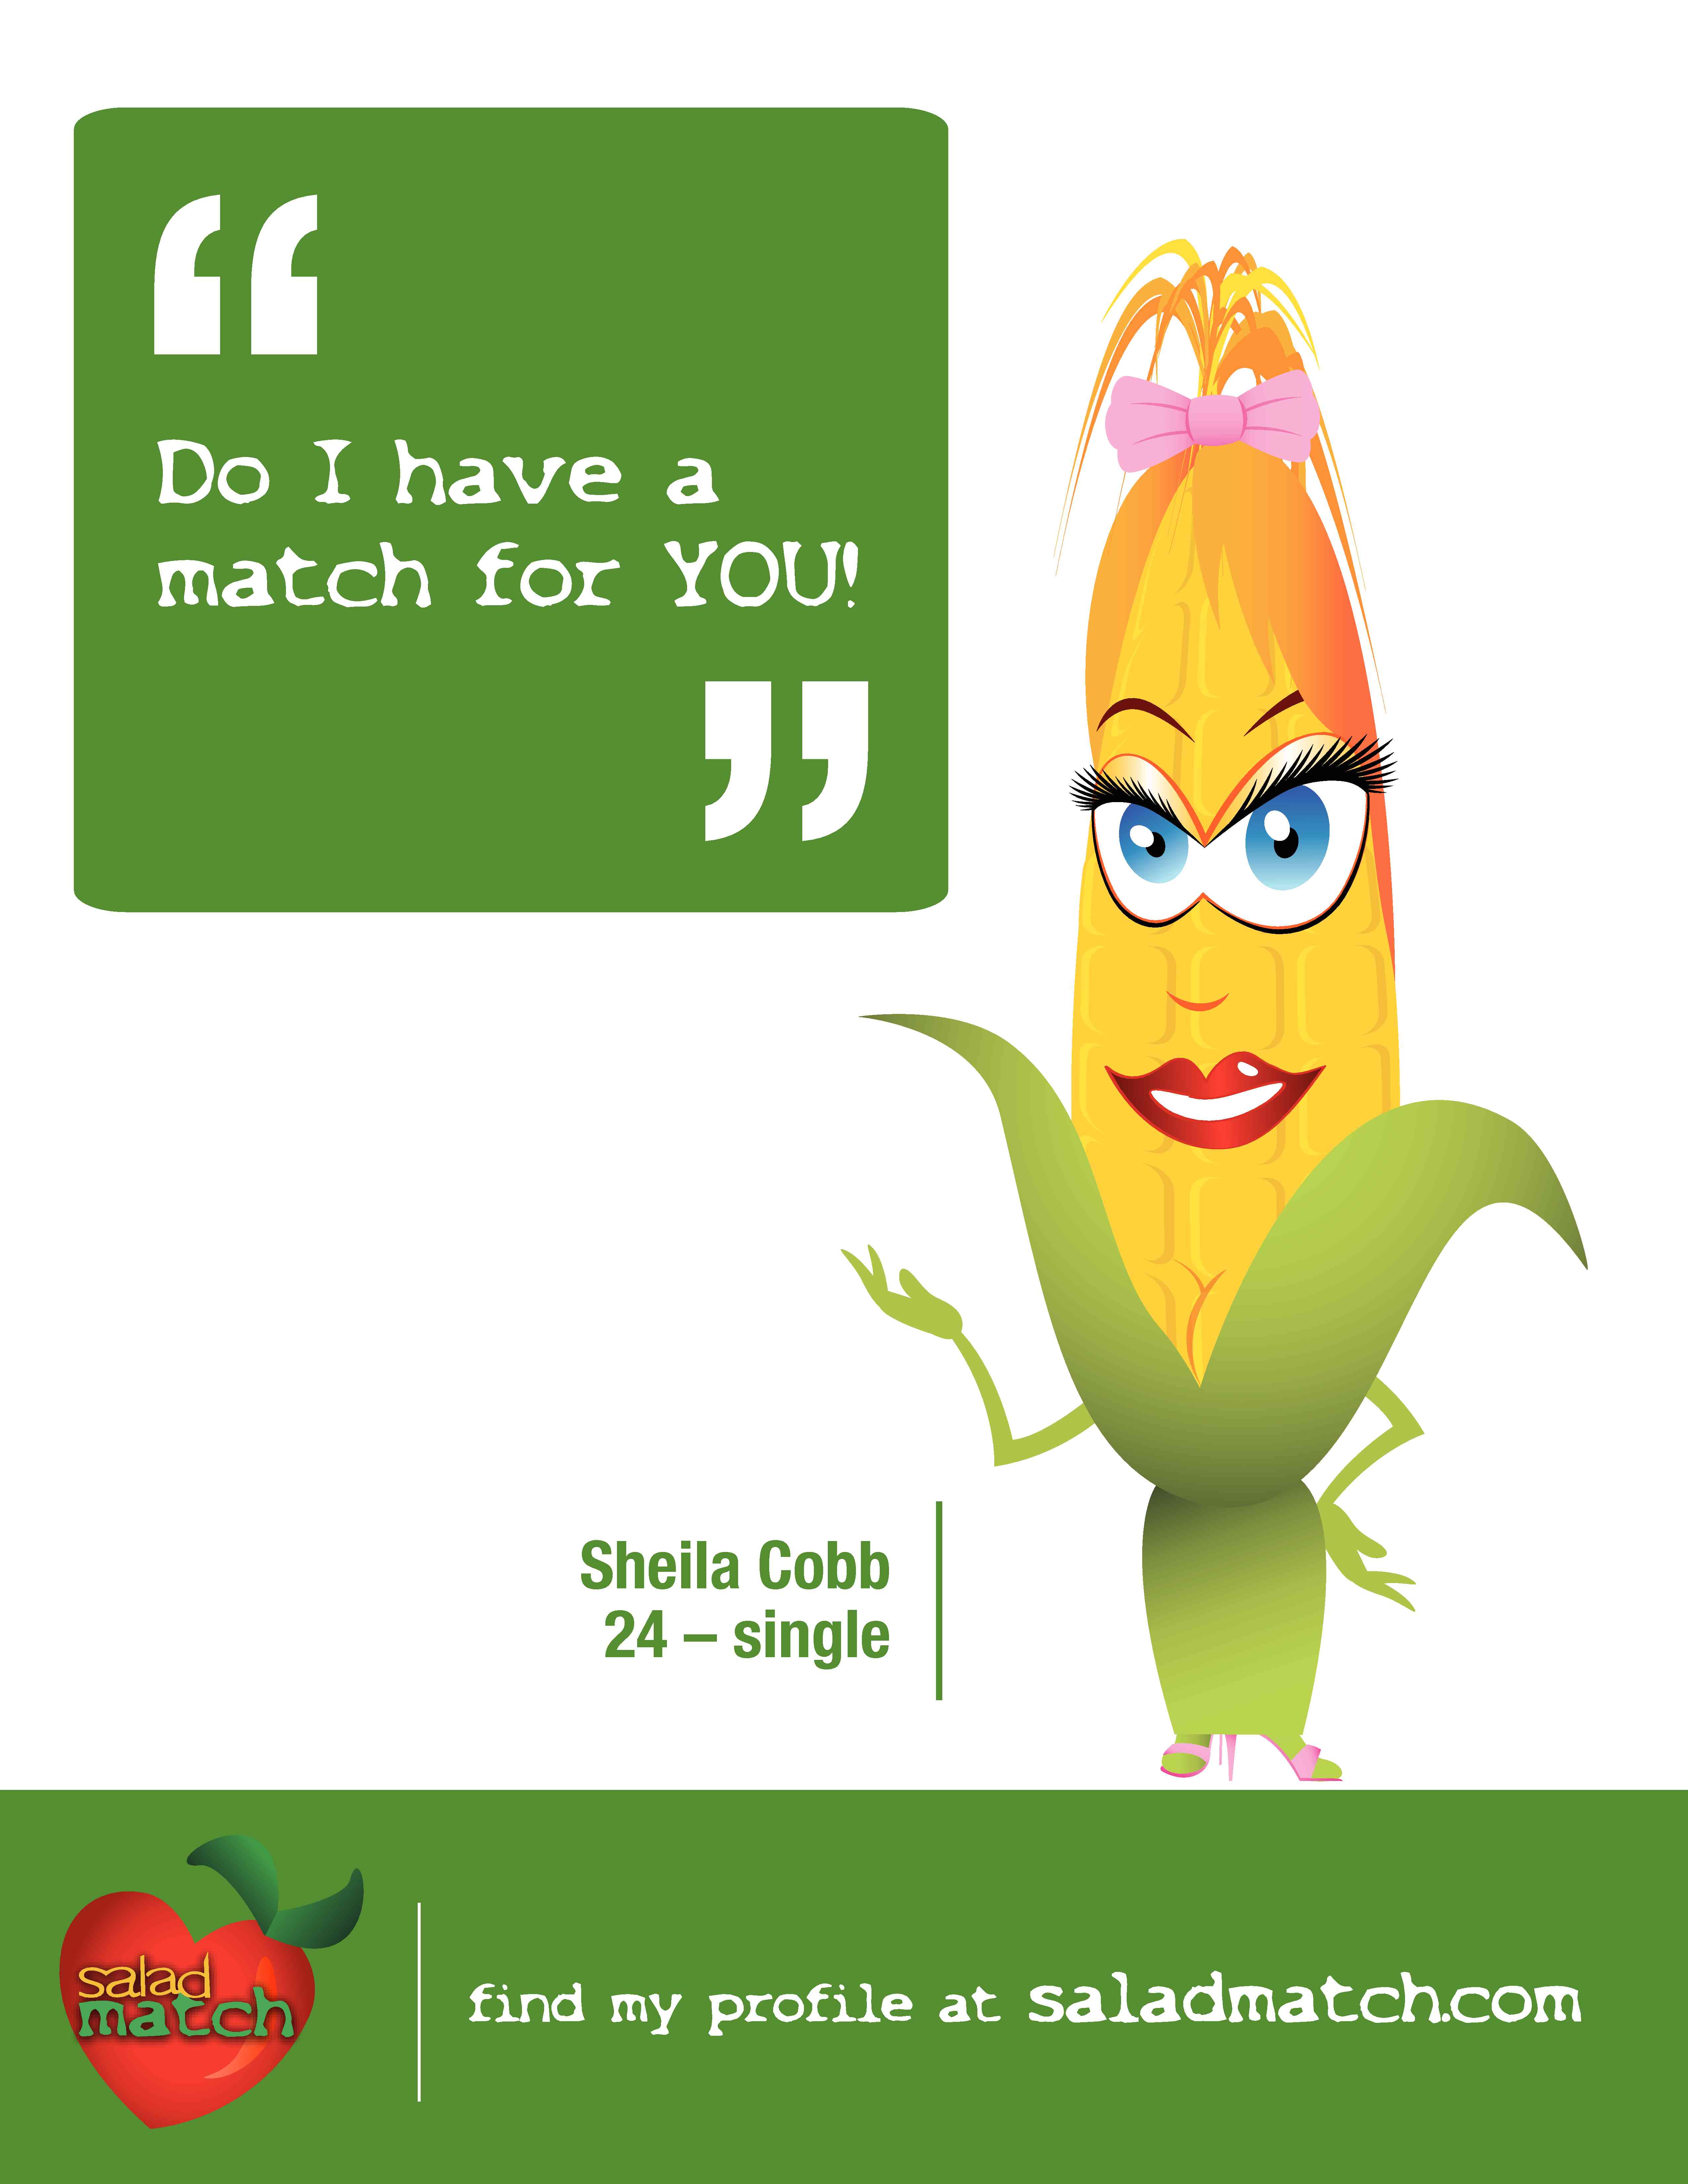 “
Do I have a
match for YOU!
”
Sheila Cobb
24 – single
salad
match
find my profile at saladmatch.com